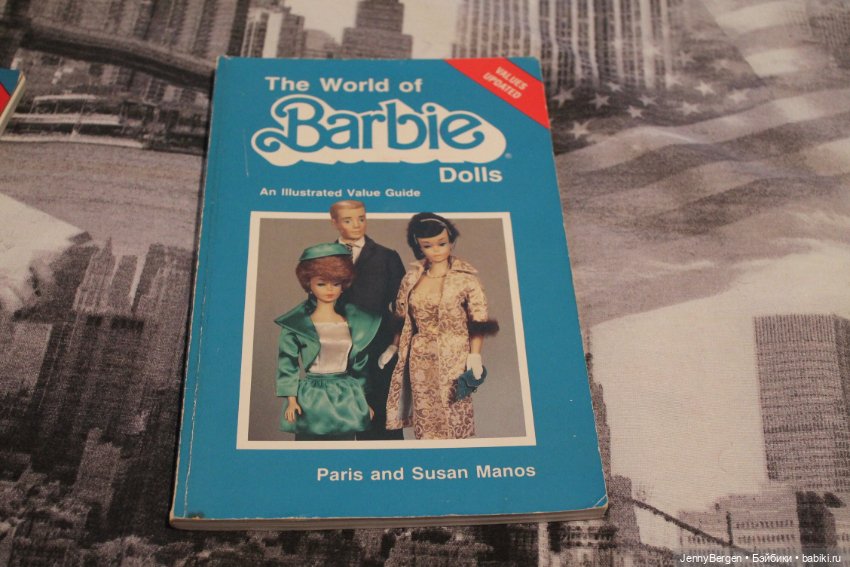 VALUES
UPDATED
The World of
Barbie®
Dolls
An Illustrated Value Guide
Paris and Susan Manos
JennyBergen • Бэйбики • babiki.ru